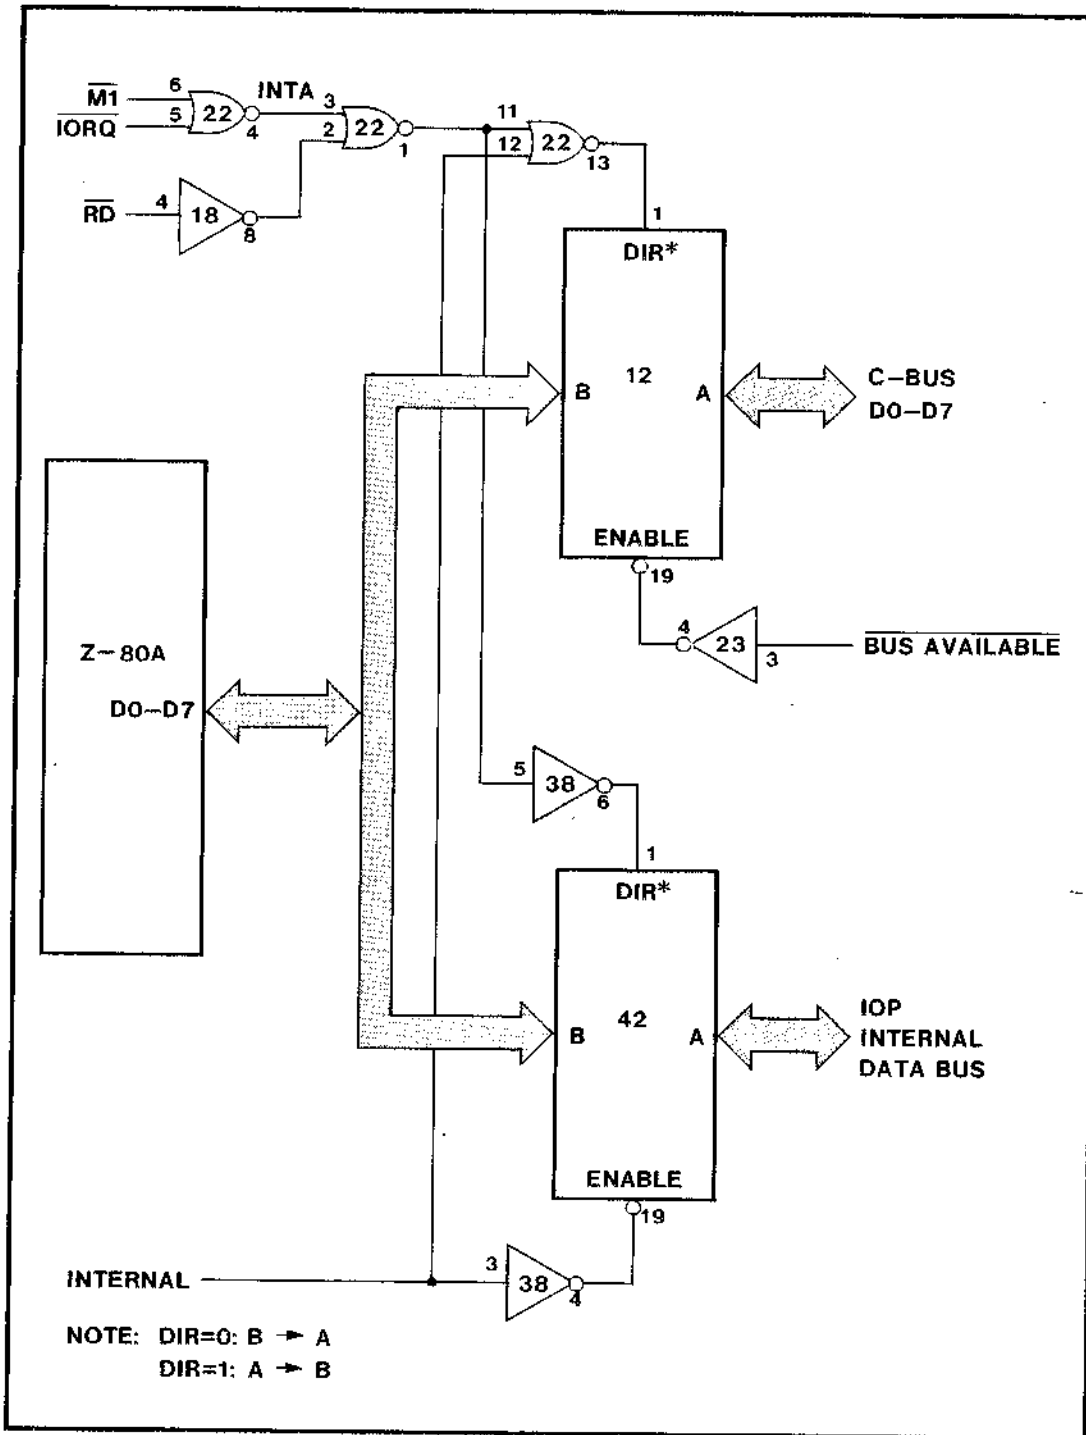 M1
IORQ
6
5
22
4
INTA
3
2
22
1
11
12
22
13
RD
4
18
8
1
DIR*
B
12
A
C-BUS
D0-D7
ENABLE
19
4
23
3
BUS AVAILABLE
Z-80A
D0-D7
5
38
6
1
DIR*
B
42
A
IOP
INTERNAL
DATA BUS
ENABLE
19
INTERNAL
3
38
4
NOTE: DIR=0: B → A
DIR=1: A → B